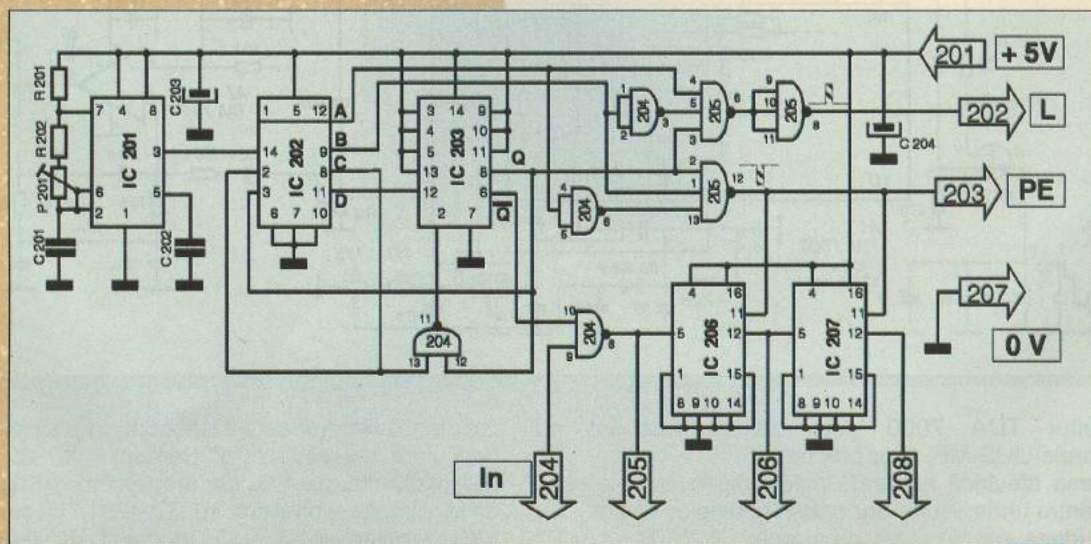 R 201
R 202
P 201
C 201
C 202
C 203
7 4 8
3
6
2 1 5
IC 201
1 5 12
14
2
3
9
8
11
6 7 10
IC 202
A
B
C
D
3 14 9
4 10
5 11
13
12 8
6
2 7
IC 203
Q
Q̅
11
204
13 12
1
2
204
3
4
5
3
205
6
9
10
11
205
8
4
5
204
6
2
1
13
205
12
10
9
204
8
4 16
11
5 12
1 15
8 9 10 14
IC 206
4 16
11
12
1 15
8 9 10 14
IC 207
C 204
201
+ 5V
202
L
203
PE
207
0 V
In
204
205
206
208